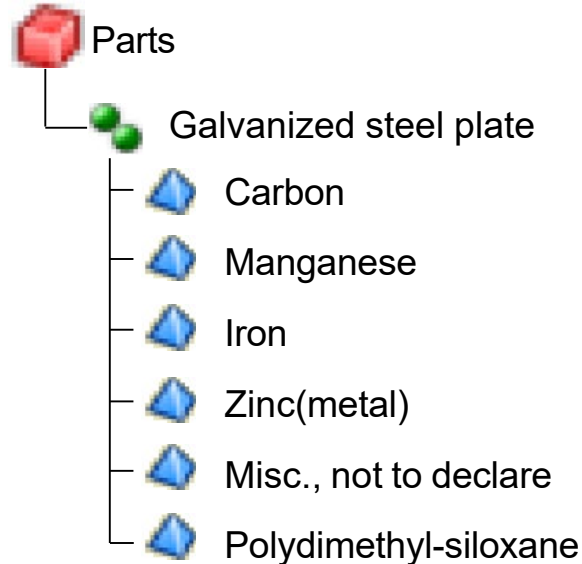 Parts
Galvanized steel plate
Carbon
Manganese
Iron
Zinc(metal)
Misc., not to declare
Polydimethyl-siloxane